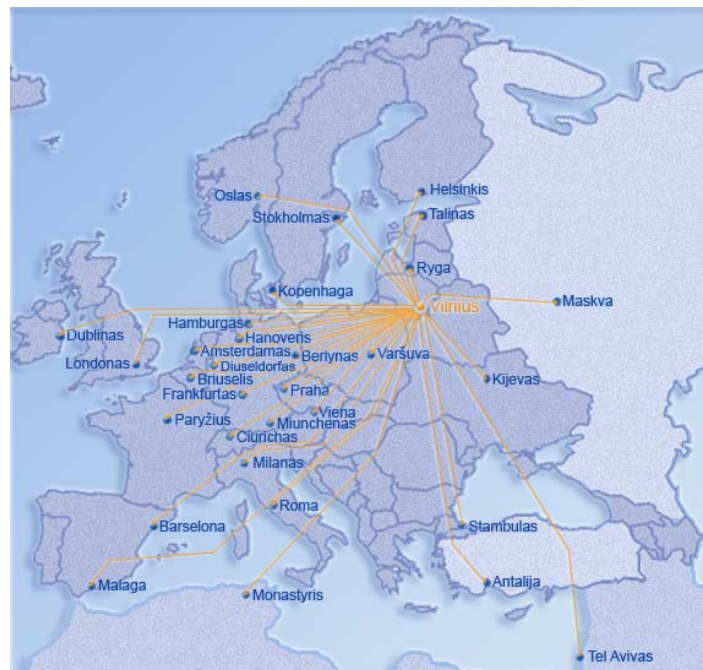 Helsinkis
Oslas
Talinas
Stokholmas
Ryga
Kopenhaga
Maskva
Vilnius
Hamburgas
Dublinas
Hanoveris
Amsterdamas
Berlynas
Varšuva
Londonas
Diuseldorfas
Briuselis
Kijevas
Praha
Frankfurtas
Viena
Paryžius
Miunchenas
Ciurichas
Milanas
Roma
Barselona
Stambulas
Antalija
Malaga
Monastyris
Tel Avivas